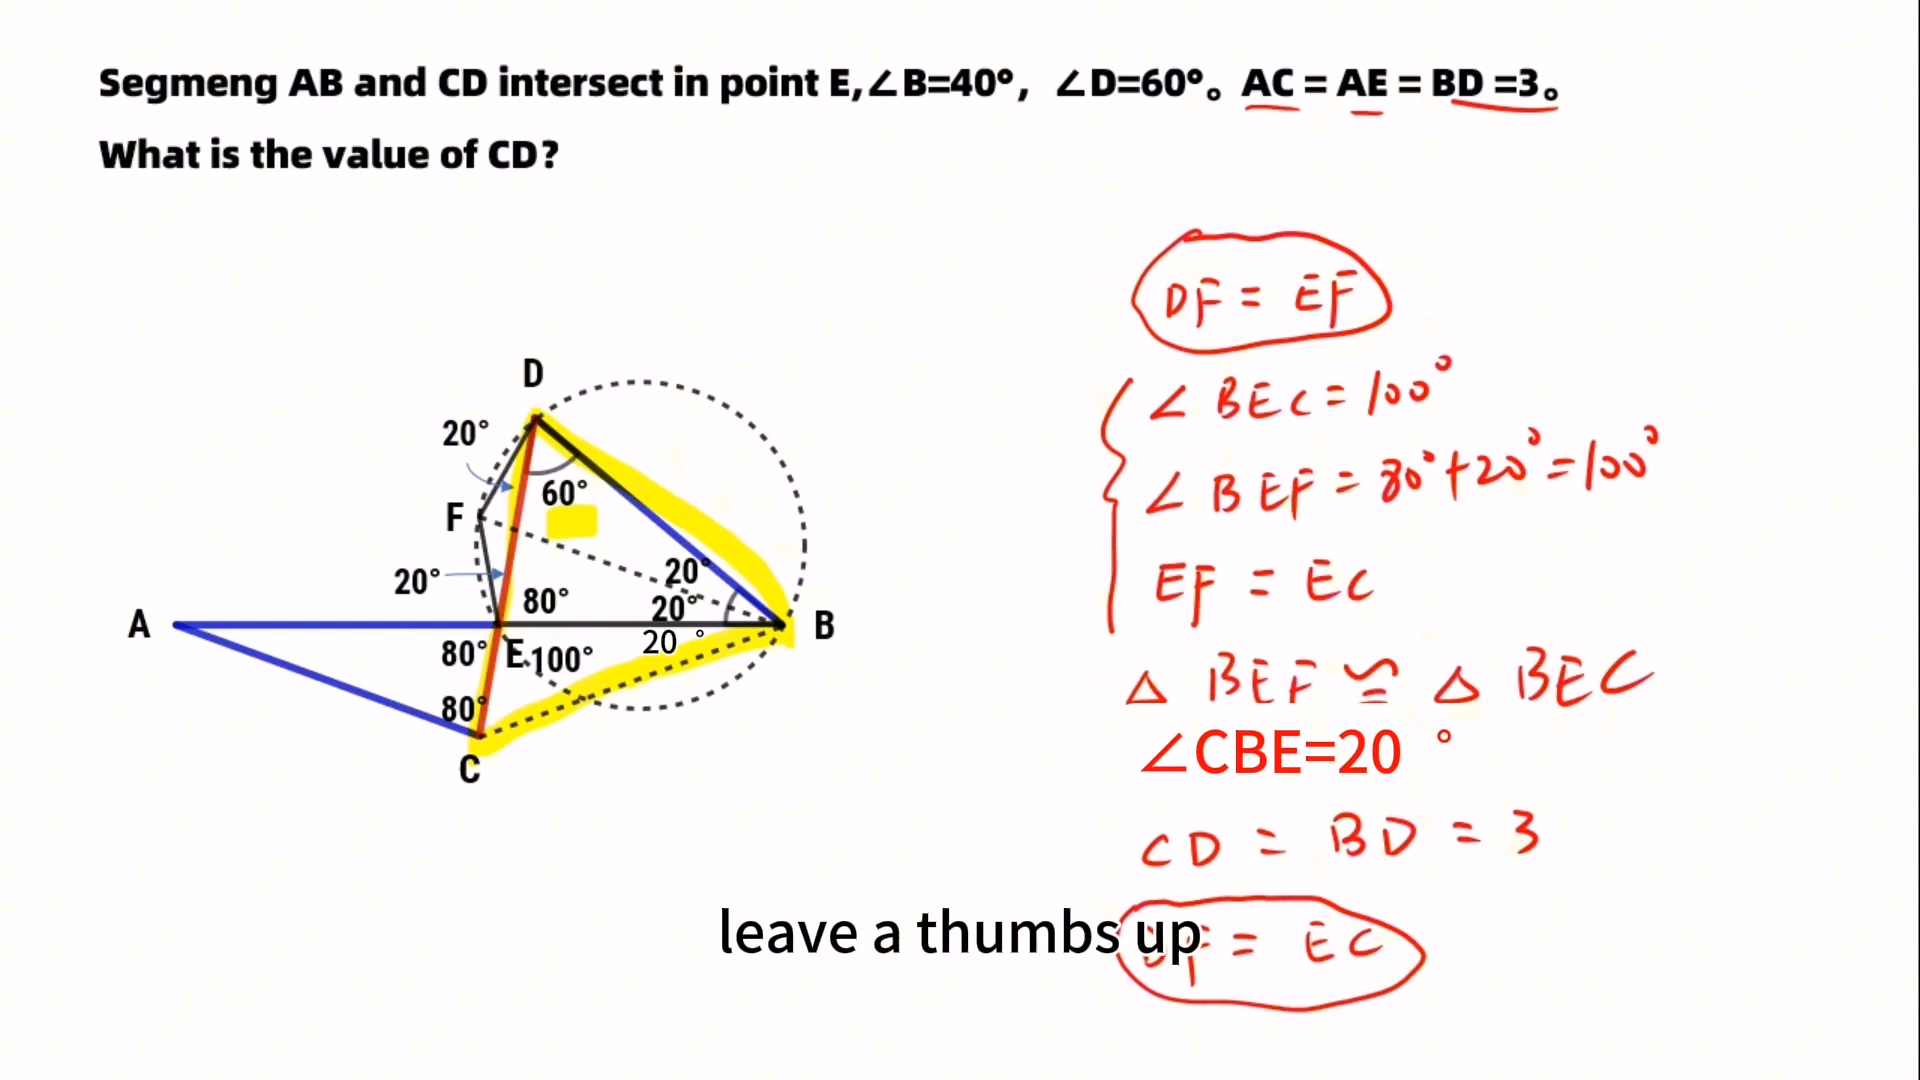 Segmeng AB and CD intersect in point E,∠B=40°, ∠D=60°。AC = AE = BD =3。
What is the value of CD?
DF = EF
D
∠ BEC = 100°
20°
∠ BEF = 80°+20°=100°
60°
F
20°
EF = EC
20°
80°
20°
A
B
20 °
80°
E
100°
△ BEF ≌ △ BEC
80°
∠CBE=20 °
C
CD = BD = 3
leave a thumbs up
= EC